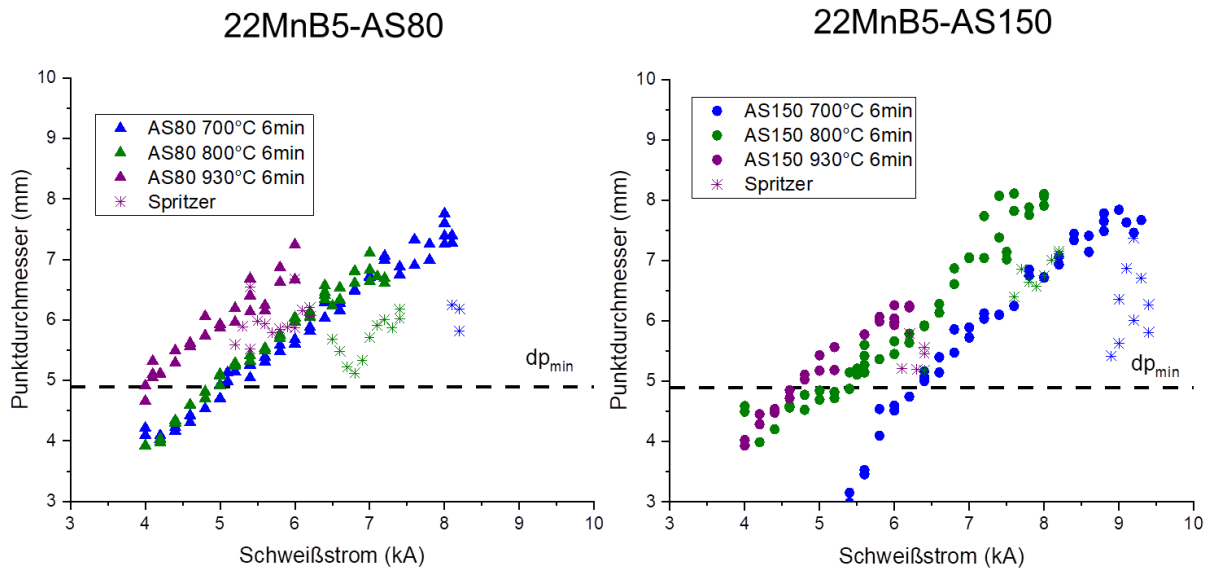 22MnB5-AS80
10
9
8
7
6
5
4
3
Punktdurchmesser (mm)
AS80 700°C 6min
AS80 800°C 6min
AS80 930°C 6min
Spritzer
dpmin
3 4 5 6 7 8 9 10
Schweißstrom (kA)
22MnB5-AS150
10
9
8
7
6
5
4
3
Punktdurchmesser (mm)
AS150 700°C 6min
AS150 800°C 6min
AS150 930°C 6min
Spritzer
dpmin
3 4 5 6 7 8 9 10
Schweißstrom (kA)